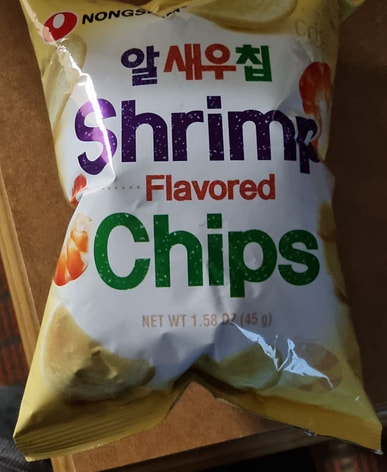 NONGSHIM
알새우칩
Shrimp
Flavored
Chips
NET WT 1.58 OZ (45 g)